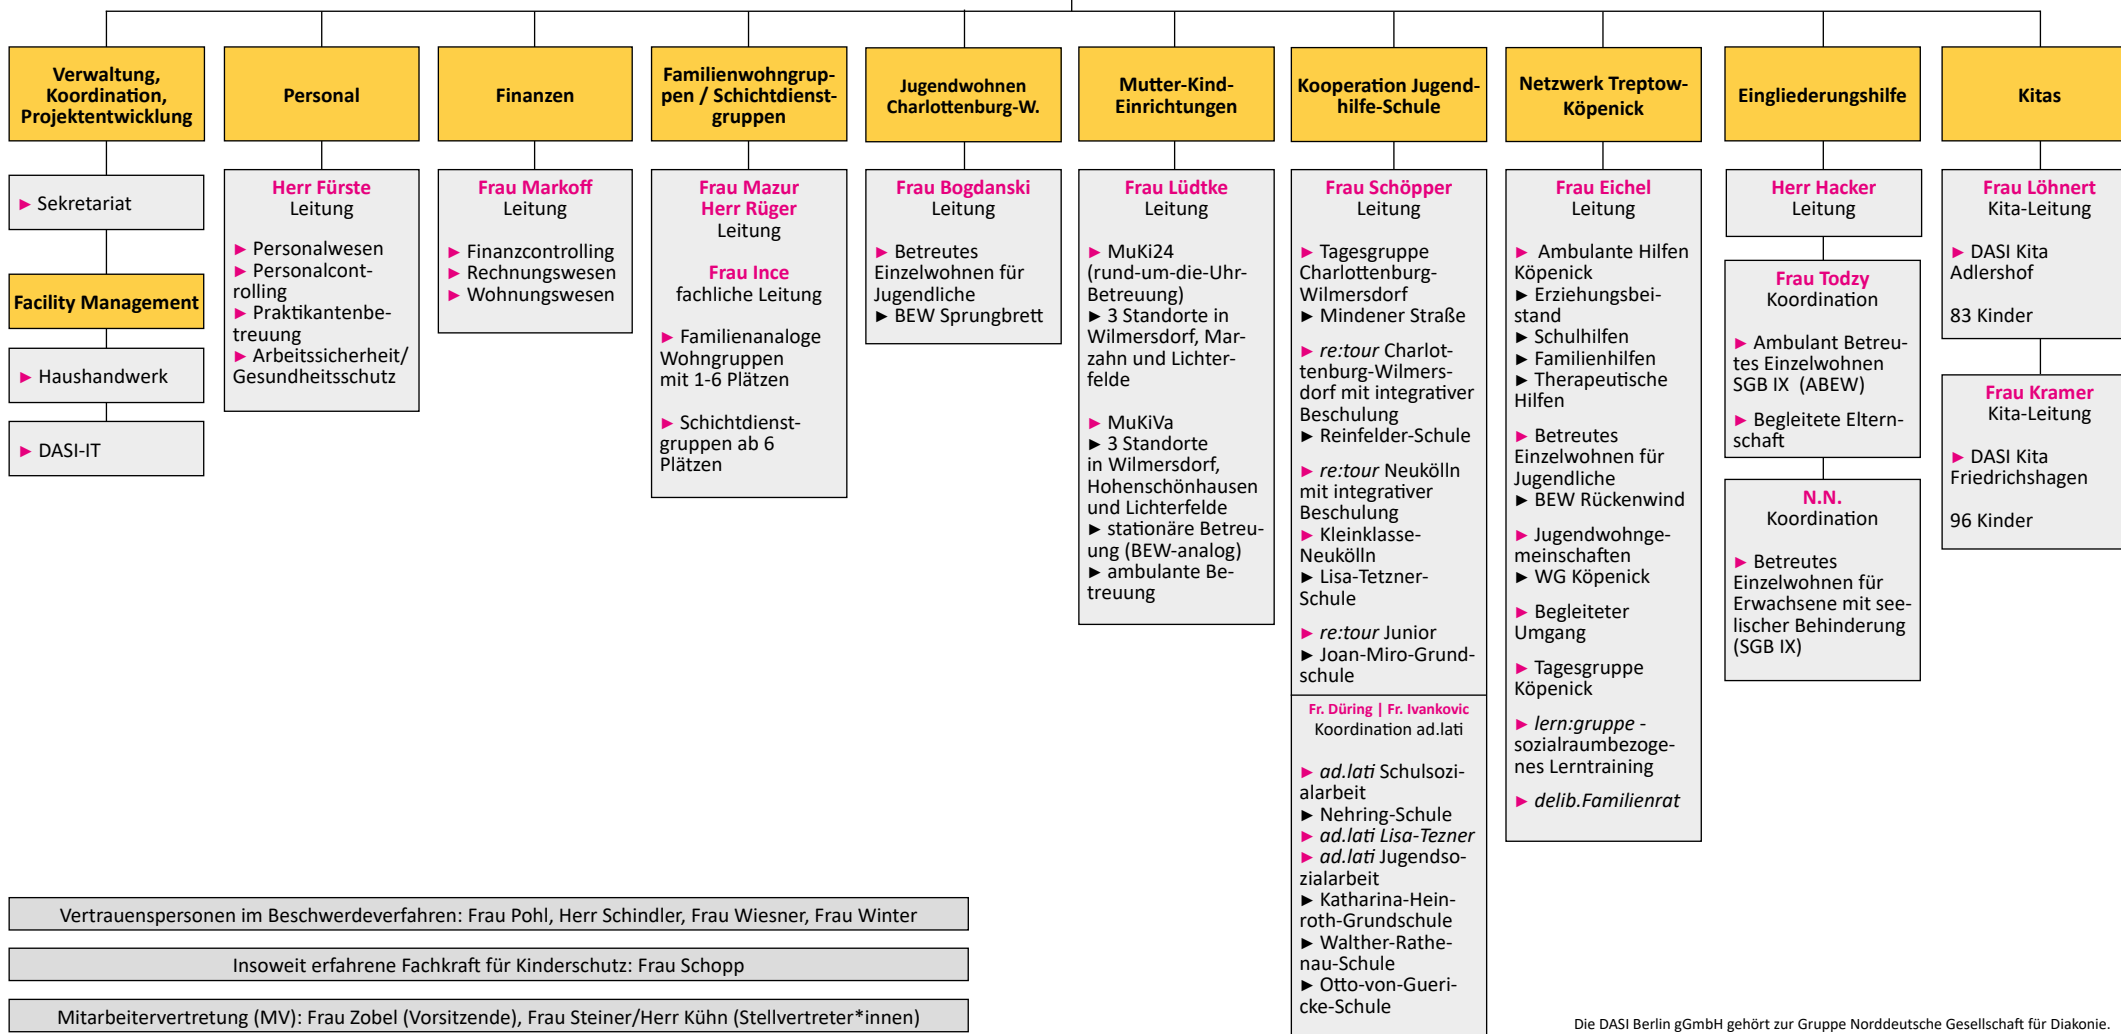 Verwaltung,
Koordination,
Projektentwicklung
► Sekretariat
Facility Management
► Haushandwerk
► DASI-IT
Personal
Herr Fürste
Leitung
► Personalwesen
► Personalcont-
rolling
► Praktikantenbe-
treuung
► Arbeitssicherheit/
Gesundheitsschutz
Finanzen
Frau Markoff
Leitung
► Finanzcontrolling
► Rechnungswesen
► Wohnungswesen
Familienwohngrup-
pen / Schichtdienst-
gruppen
Frau Mazur
Herr Rüger
Leitung
Frau Ince
fachliche Leitung
► Familienanaloge
Wohngruppen
mit 1-6 Plätzen
► Schichtdienst-
gruppen ab 6
Plätzen
Jugendwohnen
Charlottenburg-W.
Frau Bogdanski
Leitung
► Betreutes
Einzelwohnen für
Jugendliche
► BEW Sprungbrett
Mutter-Kind-
Einrichtungen
Frau Lüdtke
Leitung
► MuKi24
(rund-um-die-Uhr-
Betreuung)
► 3 Standorte in
Wilmersdorf, Mar-
zahn und Lichter-
felde
► MuKiVa
► 3 Standorte
in Wilmersdorf,
Hohenschönhausen
und Lichterfelde
► stationäre Betreu-
ung (BEW-analog)
► ambulante Be-
treuung
Kooperation Jugend-
hilfe-Schule
Frau Schöpper
Leitung
► Tagesgruppe
Charlottenburg-
Wilmersdorf
► Mindener Straße
► re:tour Charlot-
tenburg-Wilmers-
dorf mit integrativer
Beschulung
► Reinfelder-Schule
► re:tour Neukölln
mit integrativer
Beschulung
► Kleinklasse-
Neukölln
► Lisa-Tetzner-
Schule
► re:tour Junior
► Joan-Miro-Grund-
schule
Fr. Düring | Fr. Ivankovic
Koordination ad.lati
► ad.lati Schulsozi-
alarbeit
► Nehring-Schule
► ad.lati Lisa-Tezner
► ad.lati Jugendso-
zialarbeit
► Katharina-Hein-
roth-Grundschule
► Walther-Rathe-
nau-Schule
► Otto-von-Gueri-
cke-Schule
Netzwerk Treptow-
Köpenick
Frau Eichel
Leitung
► Ambulante Hilfen
Köpenick
► Erziehungsbei-
stand
► Schulhilfen
► Familienhilfen
► Therapeutische
Hilfen
► Betreutes
Einzelwohnen für
Jugendliche
► BEW Rückenwind
► Jugendwohnge-
meinschaften
► WG Köpenick
► Begleiteter
Umgang
► Tagesgruppe
Köpenick
► lern:gruppe -
sozialraumbezoge-
nes Lerntraining
► delib.Familienrat
Eingliederungshilfe
Herr Hacker
Leitung
Frau Todzy
Koordination
► Ambulant Betreu-
tes Einzelwohnen
SGB IX (ABEW)
► Begleitete Eltern-
schaft
N.N.
Koordination
► Betreutes
Einzelwohnen für
Erwachsene mit see-
lischer Behinderung
(SGB IX)
Kitas
Frau Löhnert
Kita-Leitung
► DASI Kita
Adlershof
83 Kinder
Frau Kramer
Kita-Leitung
► DASI Kita
Friedrichshagen
96 Kinder
Vertrauenspersonen im Beschwerdeverfahren: Frau Pohl, Herr Schindler, Frau Wiesner, Frau Winter
Insoweit erfahrene Fachkraft für Kinderschutz: Frau Schopp
Mitarbeitervertretung (MV): Frau Zobel (Vorsitzende), Frau Steiner/Herr Kühn (Stellvertreter*innen)
Die DASI Berlin gGmbH gehört zur Gruppe Norddeutsche Gesellschaft für Diakonie.